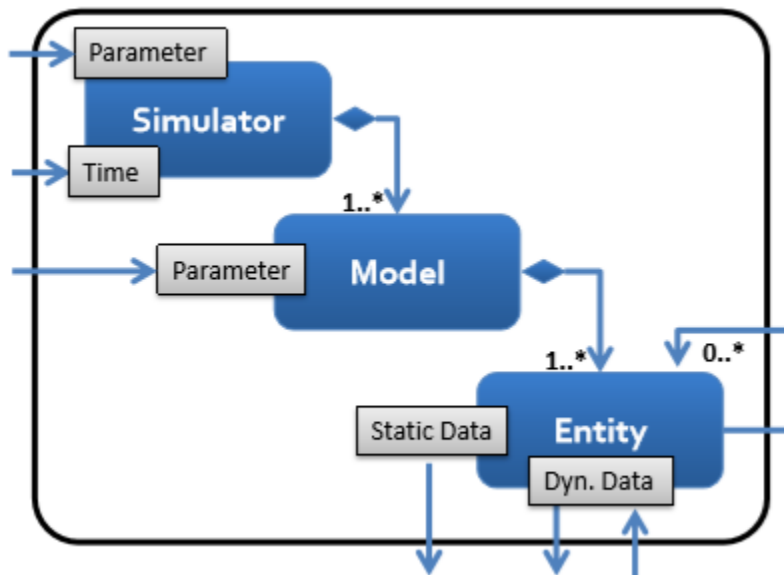 Parameter
Simulator
Time
1..*
Parameter
Model
1..*
0..*
Static Data
Entity
Dyn. Data